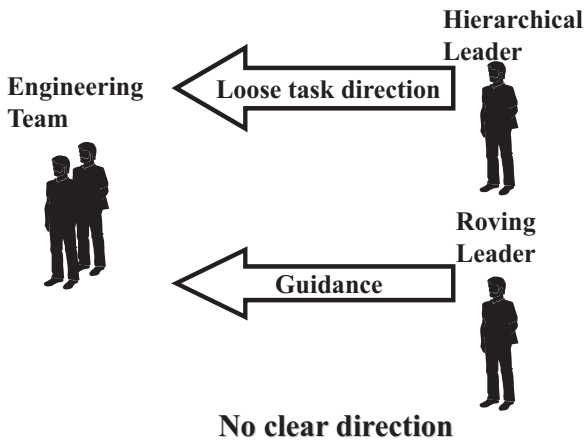 Hierarchical
Leader
Loose task direction
Engineering
Team
Roving
Leader
Guidance
No clear direction